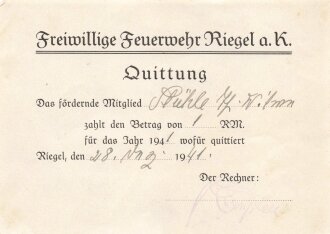 Freiwillige Feuerwehr Riegel a. K.
Quittung
Das fördernde Mitglied
zahlt den Betrag von 1 RM.
für das Jahr 1941 wofür quittiert
Riegel, den 28. 1941.
Der Rechner: